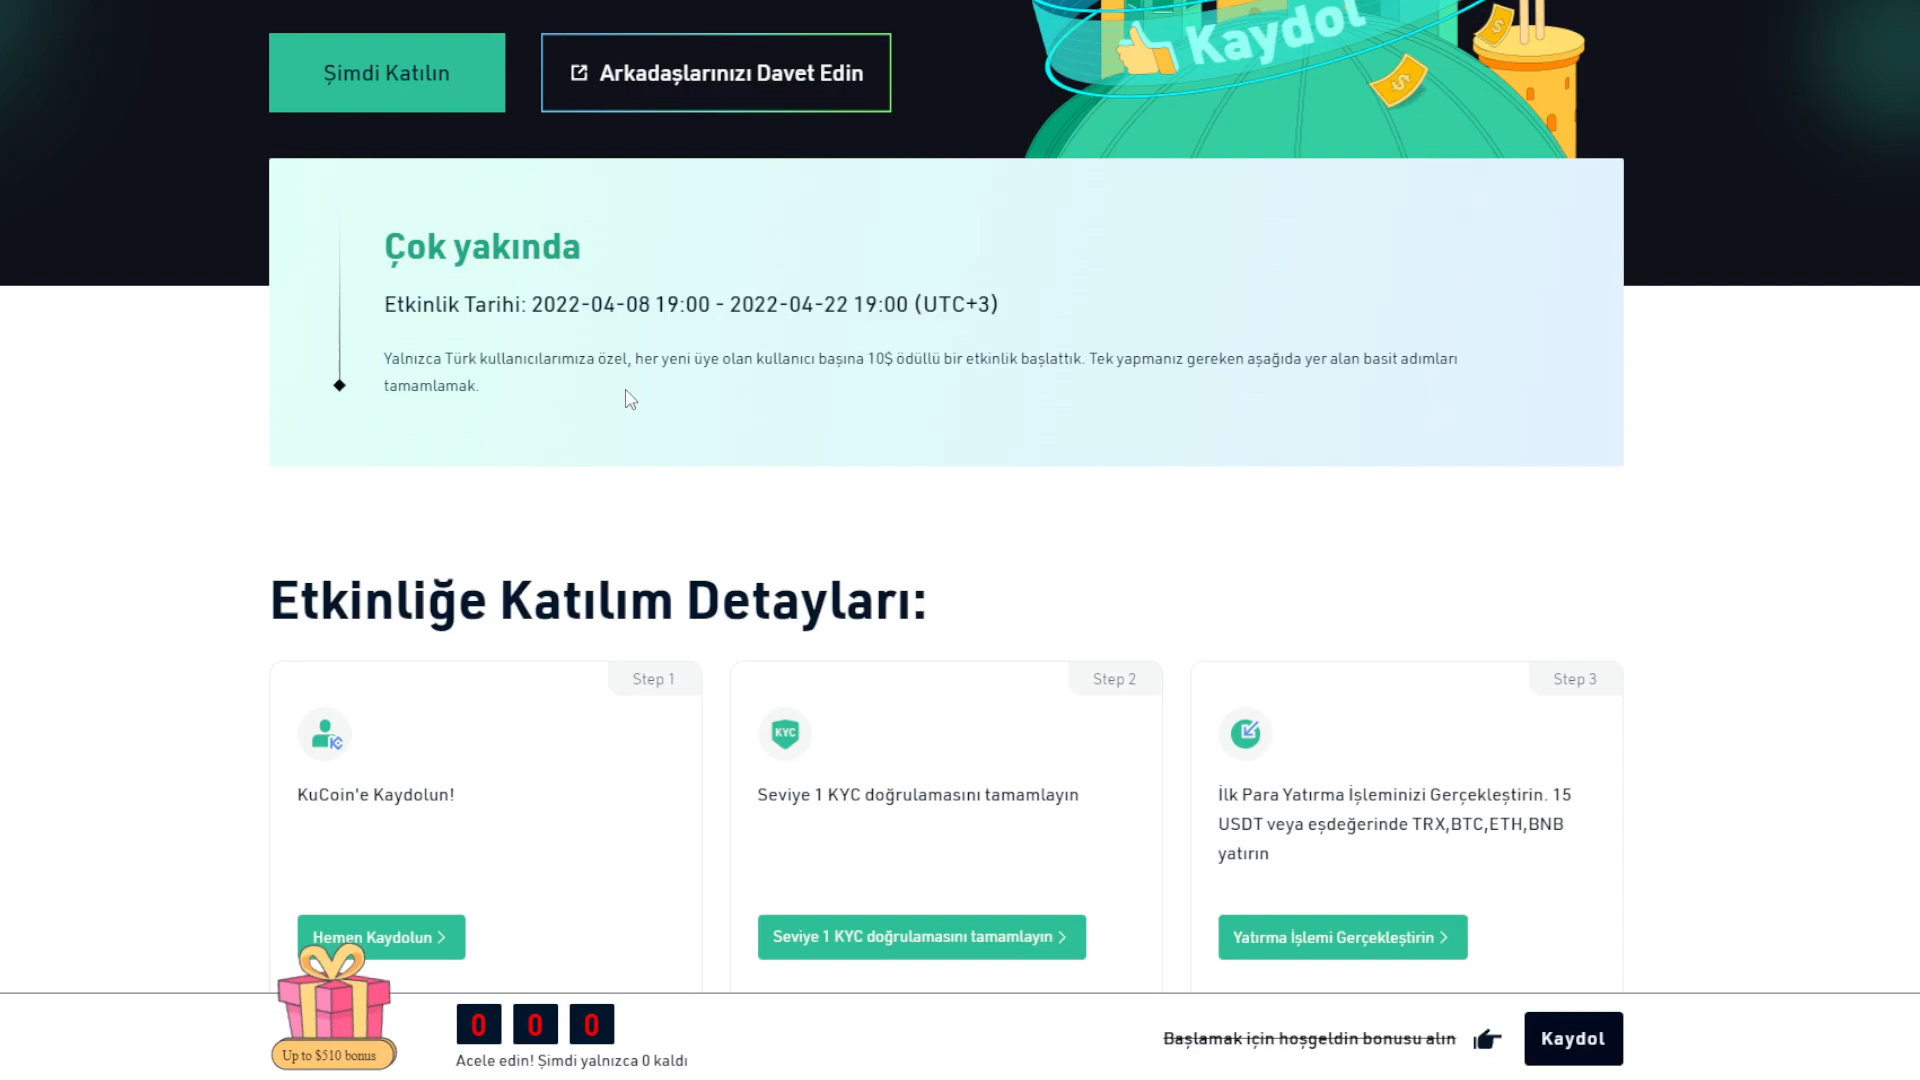 Kaydol
Şimdi Katılın
Arkadaşlarınızı Davet Edin
Çok yakında
Etkinlik Tarihi: 2022-04-08 19:00 - 2022-04-22 19:00 (UTC+3)
Yalnızca Türk kullanıcılarımıza özel, her yeni üye olan kullanıcı başına 10$ ödüllü bir etkinlik başlattık. Tek yapmanız gereken aşağıda yer alan basit adımları
tamamlamak.
Etkinliğe Katılım Detayları:
Step 1
KuCoin'e Kaydolun!
Hemen Kaydolun
Step 2
KYC
Seviye 1 KYC doğrulamasını tamamlayın
Seviye 1 KYC doğrulamasını tamamlayın
Step 3
İlk Para Yatırma İşleminizi Gerçekleştirin. 15
USDT veya eşdeğerinde TRX,BTC,ETH,BNB
yatırın
Yatırma İşlemi Gerçekleştirin
Up to $510 bonus
0 0 0
Acele edin! Şimdi yalnızca 0 kaldı
Başlamak için hoşgeldin bonusu alın
Kaydol